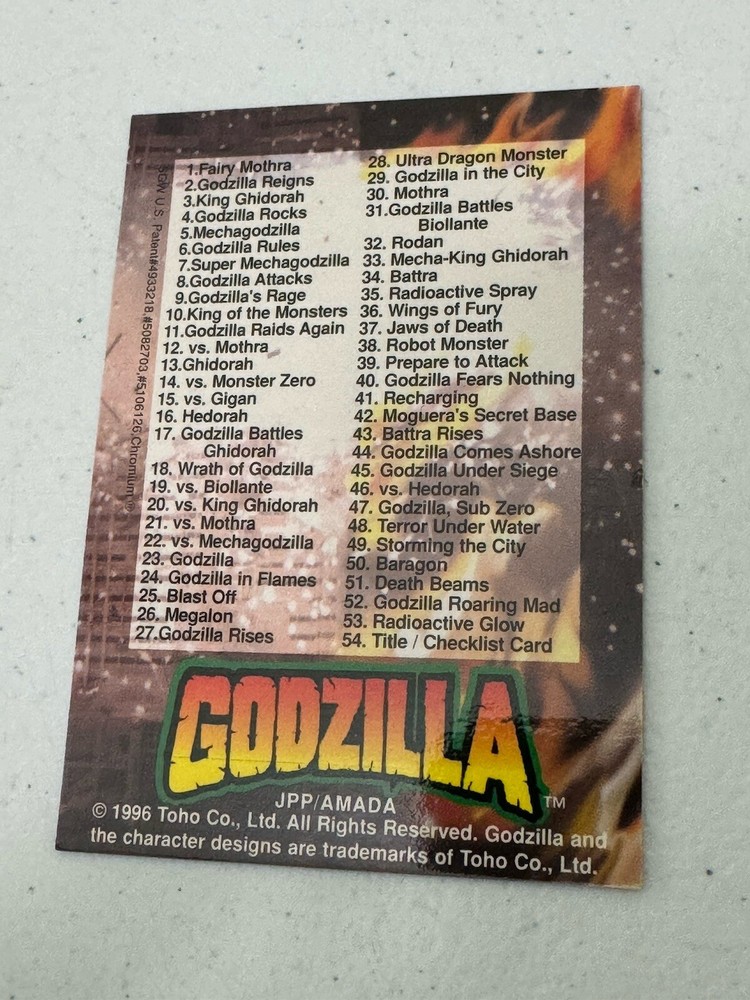 1.Fairy Mothra
2.Godzilla Reigns
3.King Ghidorah
4.Godzilla Rocks
5.Mechagodzilla
6.Godzilla Rules
7.Super Mechagodzilla
8.Godzilla Attacks
9.Godzilla's Rage
10.King of the Monsters
11.Godzilla Raids Again
12. vs. Mothra
13.Ghidorah
14. vs. Monster Zero
15. vs. Gigan
16. Hedorah
17. Godzilla Battles
Ghidorah
18. Wrath of Godzilla
19. vs. Biollante
20. vs. King Ghidorah
21. vs. Mothra
22. vs. Mechagodzilla
23. Godzilla
24. Godzilla in Flames
25. Blast Off
26. Megalon
27.Godzilla Rises
28. Ultra Dragon Monster
29. Godzilla in the City
30. Mothra
31.Godzilla Battles
Biollante
32. Rodan
33. Mecha-King Ghidorah
34. Battra
35. Radioactive Spray
36. Wings of Fury
37. Jaws of Death
38. Robot Monster
39. Prepare to Attack
40. Godzilla Fears Nothing
41. Recharging
42. Moguera's Secret Base
43. Battra Rises
44. Godzilla Comes Ashore
45. Godzilla Under Siege
46. vs. Hedorah
47. Godzilla, Sub Zero
48. Terror Under Water
49. Storming the City
50. Baragon
51. Death Beams
52. Godzilla Roaring Mad
53. Radioactive Glow
54. Title / Checklist Card
SGW U.S. Patent#4933218,#5082703,#5106126,Chromium
GODZILLA TM
JPP/AMADA
© 1996 Toho Co., Ltd. All Rights Reserved. Godzilla and
the character designs are trademarks of Toho Co., Ltd.